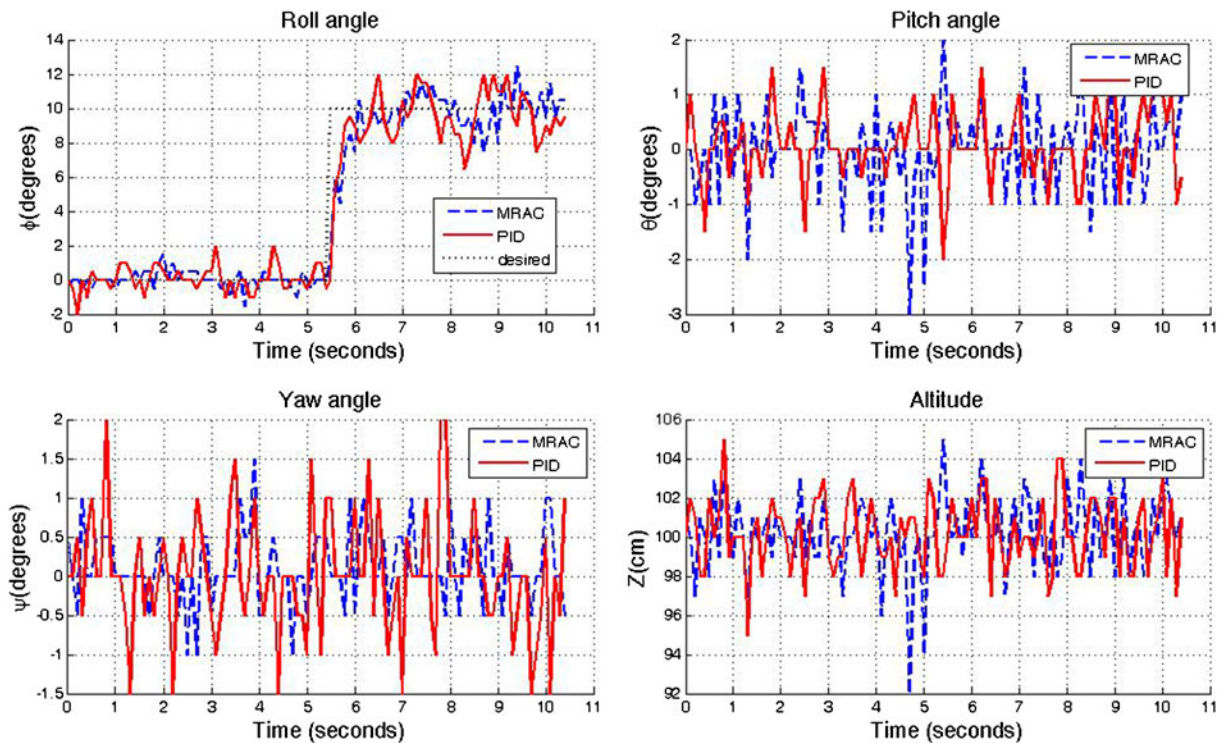 Roll angle
14
12
10
8
6
4
2
0
-2
ϕ(degrees)
MRAC
PID
desired
0 1 2 3 4 5 6 7 8 9 10 11
Time (seconds)
Pitch angle
2
1
0
-1
-2
-3
θ(degrees)
MRAC
PID
0 1 2 3 4 5 6 7 8 9 10 11
Time (seconds)
Yaw angle
2
1.5
1
0.5
0
-0.5
-1
-1.5
ψ(degrees)
MRAC
PID
0 1 2 3 4 5 6 7 8 9 10 11
Time (seconds)
Altitude
106
104
102
100
98
96
94
92
Z(cm)
MRAC
PID
0 1 2 3 4 5 6 7 8 9 10 11
Time (seconds)